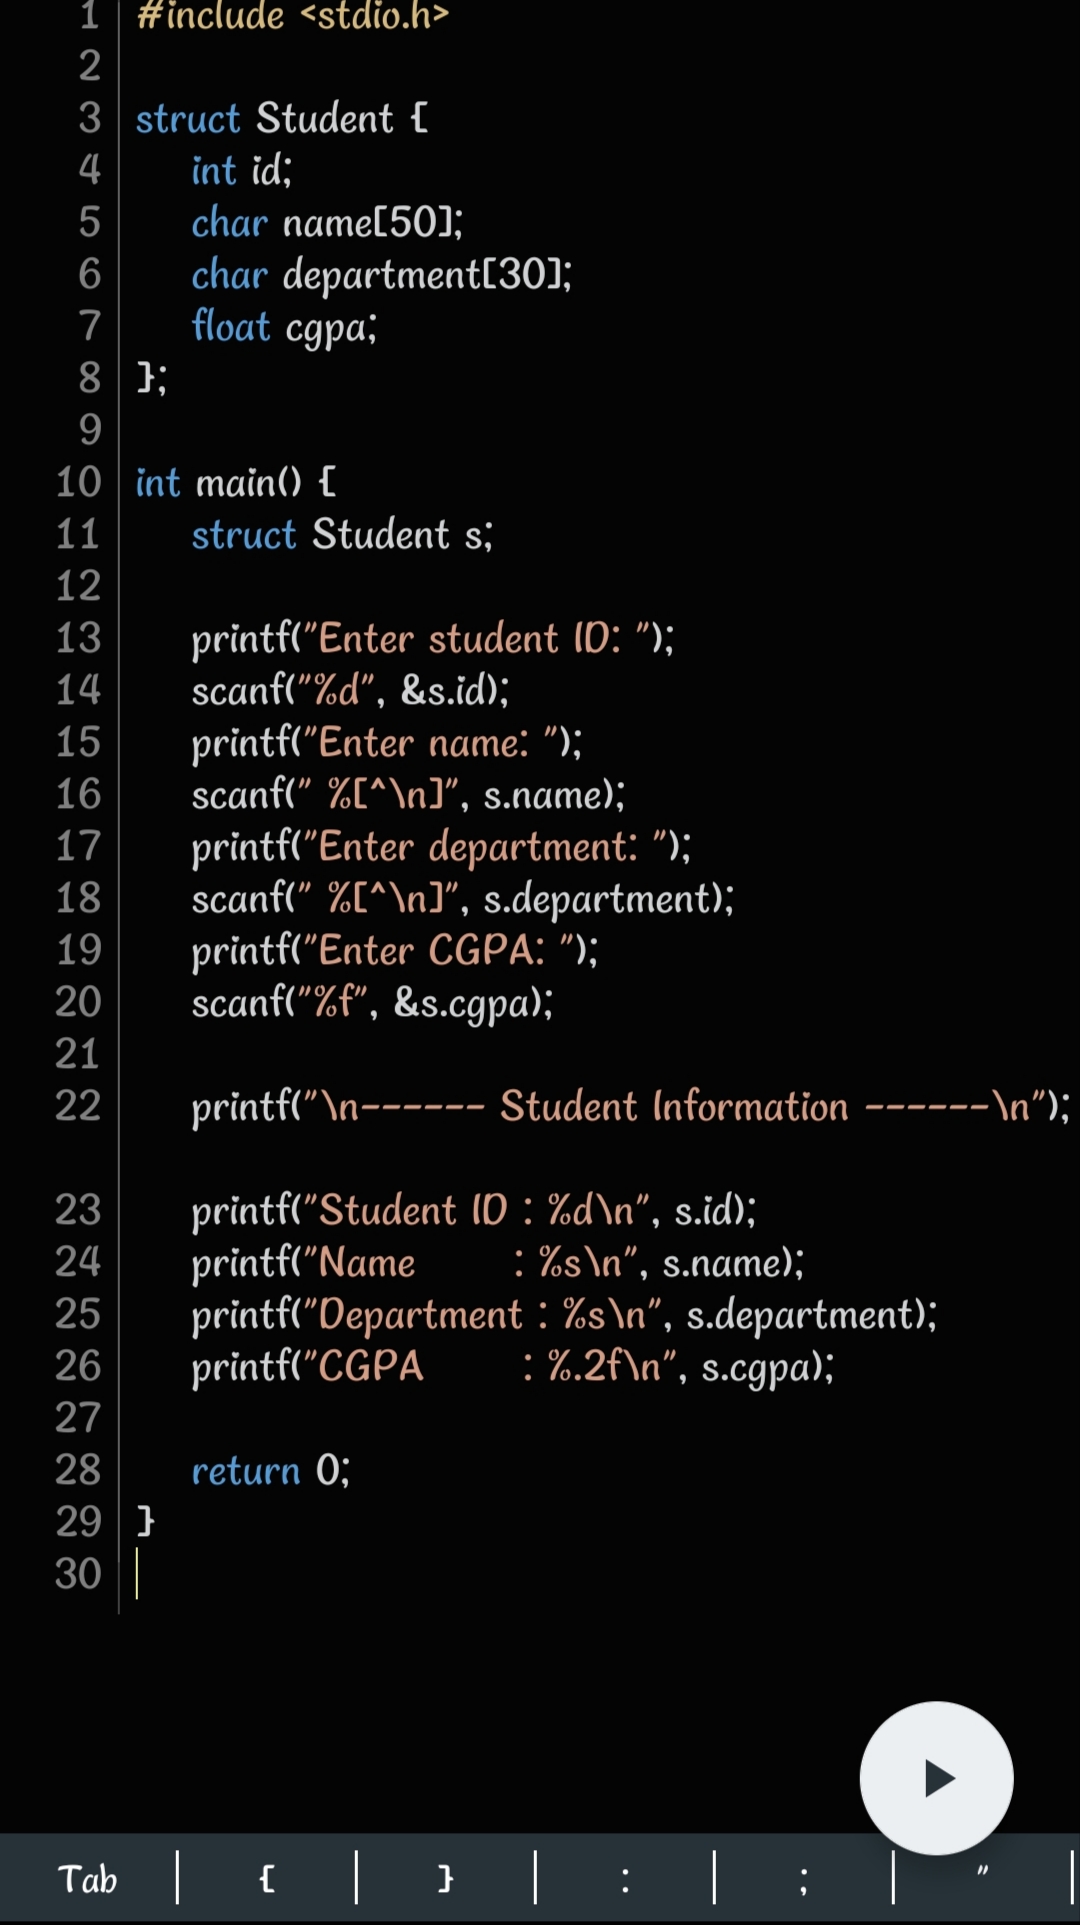 1 #include <stdio.h>
2
3 struct Student {
4    int id;
5    char name[50];
6    char department[30];
7    float cgpa;
8 };
9
10 int main() {
11    struct Student s;
12
13    printf("Enter student ID: ");
14    scanf("%d", &s.id);
15    printf("Enter name: ");
16    scanf(" %[^\n]", s.name);
17    printf("Enter department: ");
18    scanf(" %[^\n]", s.department);
19    printf("Enter CGPA: ");
20    scanf("%f", &s.cgpa);
21
22    printf("\n------ Student Information ------\n");
23    printf("Student ID : %d\n", s.id);
24    printf("Name       : %s\n", s.name);
25    printf("Department : %s\n", s.department);
26    printf("CGPA       : %.2f\n", s.cgpa);
27
28    return 0;
29 }
30
Tab | { | } | : | ; | " |